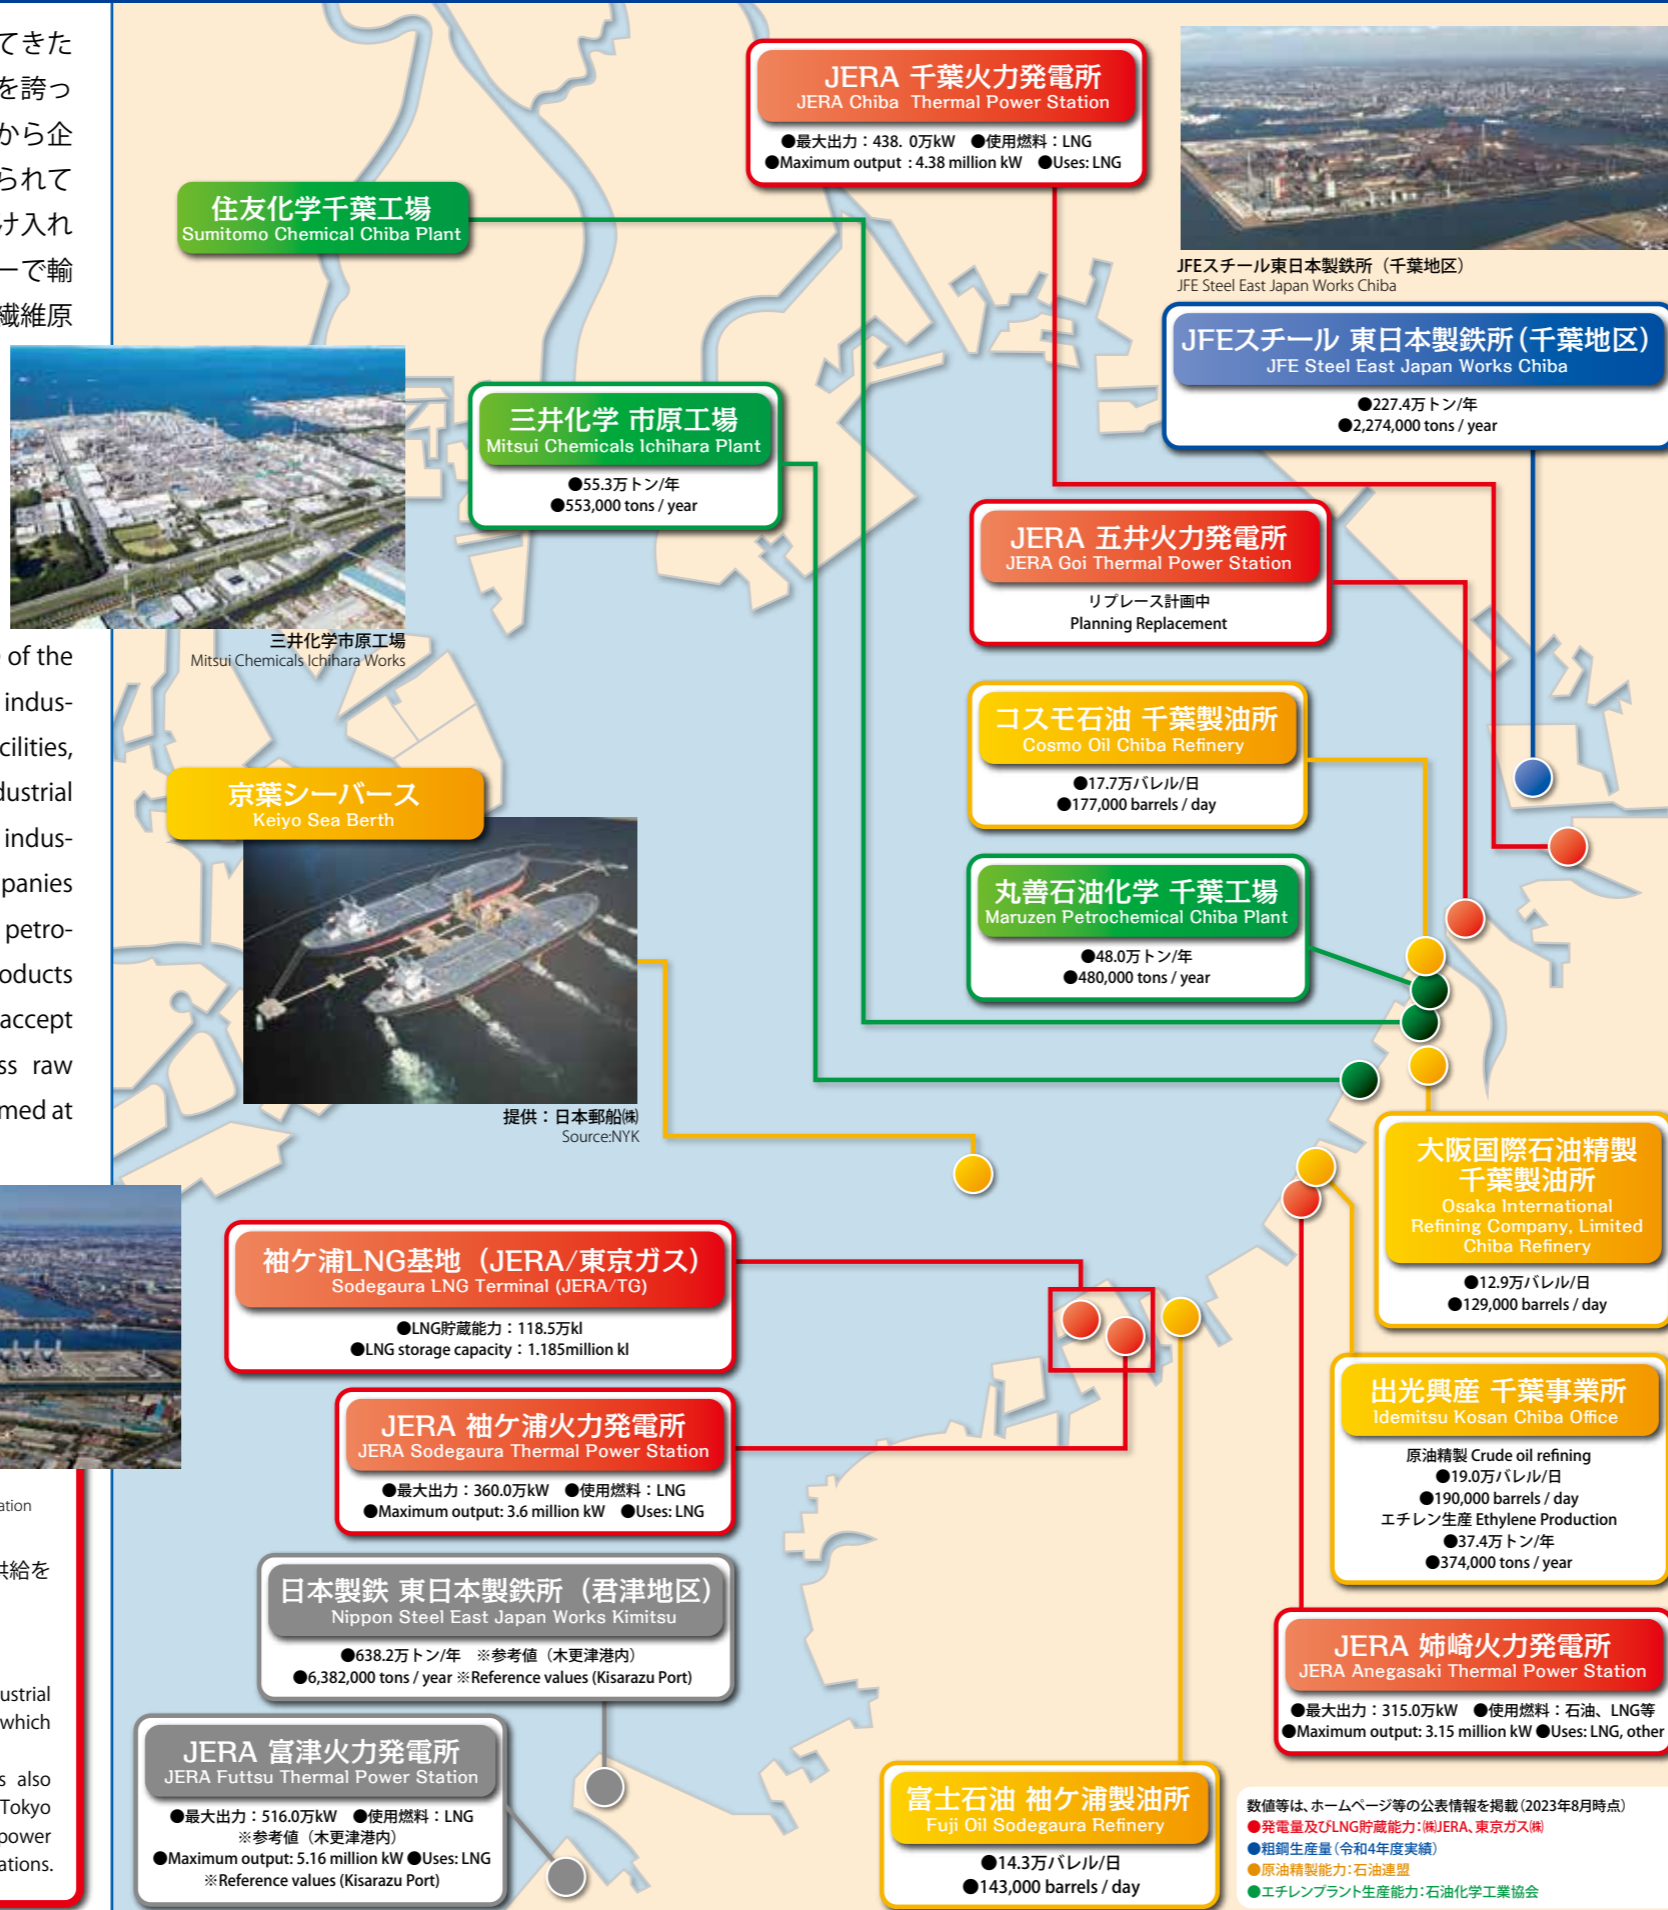 てきた
を誇っ
から企
られて
け入れ
ーで輸
繊維原
三井化学市原工場
Mitsui Chemicals Ichihara Works
of the
indus-
cilities,
dustrial
indus-
panies
petro-
oducts
accept
ss raw
med at
ation
供給を
ustrial
which
s also
Tokyo
power
ations.
JERA 千葉火力発電所
JERA Chiba Thermal Power Station
●最大出力：438. 0万kW ●使用燃料：LNG
●Maximum output : 4.38 million kW ●Uses: LNG
JFEスチール東日本製鉄所（千葉地区）
JFE Steel East Japan Works Chiba
住友化学千葉工場
Sumitomo Chemical Chiba Plant
JFEスチール 東日本製鉄所（千葉地区）
JFE Steel East Japan Works Chiba
●227.4万トン/年
●2,274,000 tons / year
三井化学 市原工場
Mitsui Chemicals Ichihara Plant
●55.3万トン/年
●553,000 tons / year
JERA 五井火力発電所
JERA Goi Thermal Power Station
リプレース計画中
Planning Replacement
コスモ石油 千葉製油所
Cosmo Oil Chiba Refinery
●17.7万バレル/日
●177,000 barrels / day
京葉シーバース
Keiyo Sea Berth
提供：日本郵船㈱
Source:NYK
丸善石油化学 千葉工場
Maruzen Petrochemical Chiba Plant
●48.0万トン/年
●480,000 tons / year
大阪国際石油精製
千葉製油所
Osaka International
Refining Company, Limited
Chiba Refinery
●12.9万バレル/日
●129,000 barrels / day
袖ケ浦LNG基地（JERA/東京ガス）
Sodegaura LNG Terminal (JERA/TG)
●LNG貯蔵能力：118.5万kl
●LNG storage capacity：1.185million kl
出光興産 千葉事業所
Idemitsu Kosan Chiba Office
原油精製 Crude oil refining
●19.0万バレル/日
●190,000 barrels / day
エチレン生産 Ethylene Production
●37.4万トン/年
●374,000 tons / year
JERA 袖ケ浦火力発電所
JERA Sodegaura Thermal Power Station
●最大出力：360.0万kW ●使用燃料：LNG
●Maximum output: 3.6 million kW ●Uses: LNG
日本製鉄 東日本製鉄所（君津地区）
Nippon Steel East Japan Works Kimitsu
●638.2万トン/年 ※参考値（木更津港内）
●6,382,000 tons / year ※Reference values (Kisarazu Port)
JERA 姉崎火力発電所
JERA Anegasaki Thermal Power Station
●最大出力：315.0万kW ●使用燃料：石油、LNG等
●Maximum output: 3.15 million kW ●Uses: LNG, other
JERA 富津火力発電所
JERA Futtsu Thermal Power Station
●最大出力：516.0万kW ●使用燃料：LNG
※参考値（木更津港内）
●Maximum output: 5.16 million kW ●Uses: LNG
※Reference values (Kisarazu Port)
富士石油 袖ケ浦製油所
Fuji Oil Sodegaura Refinery
●14.3万バレル/日
●143,000 barrels / day
数値等は、ホームページ等の公表情報を掲載（2023年8月時点）
●発電量及びLNG貯蔵能力：㈱JERA、東京ガス㈱
●粗鋼生産量（令和4年度実績）
●原油精製能力：石油連盟
●エチレンプラント生産能力：石油化学工業協会